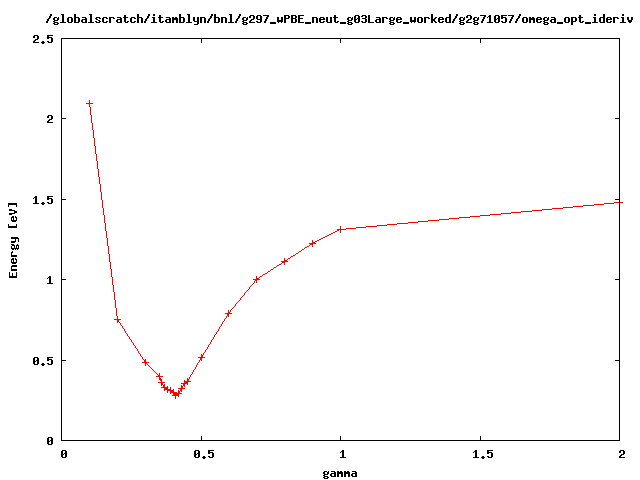 /globalscratch/itamblyn/bnl/g297_wPBE_neut_g03Large_worked/g2g71057/omega_opt_ideriv
2.5
2
1.5
1
0.5
0
Energy [eV]
0 0.5 1 1.5 2
gamma